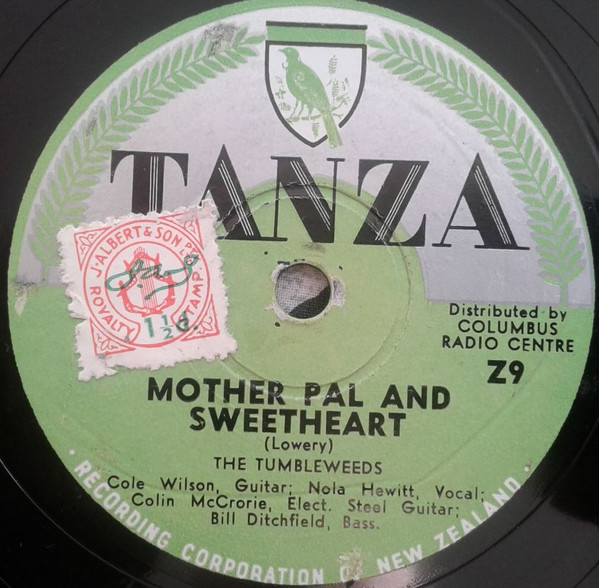 TANZA
J. ALBERT & SON PTY
ROYALTY STAMP.
1½d.
Distributed by
COLUMBUS
RADIO CENTRE
Z9
MOTHER PAL AND
SWEETHEART
(Lowery)
THE TUMBLEWEEDS
Cole Wilson, Guitar; Nola Hewitt, Vocal;
Colin McCrorie, Elect. Steel Guitar;
Bill Ditchfield, Bass.
· RECORDING CORPORATION OF NEW ZEALAND ·